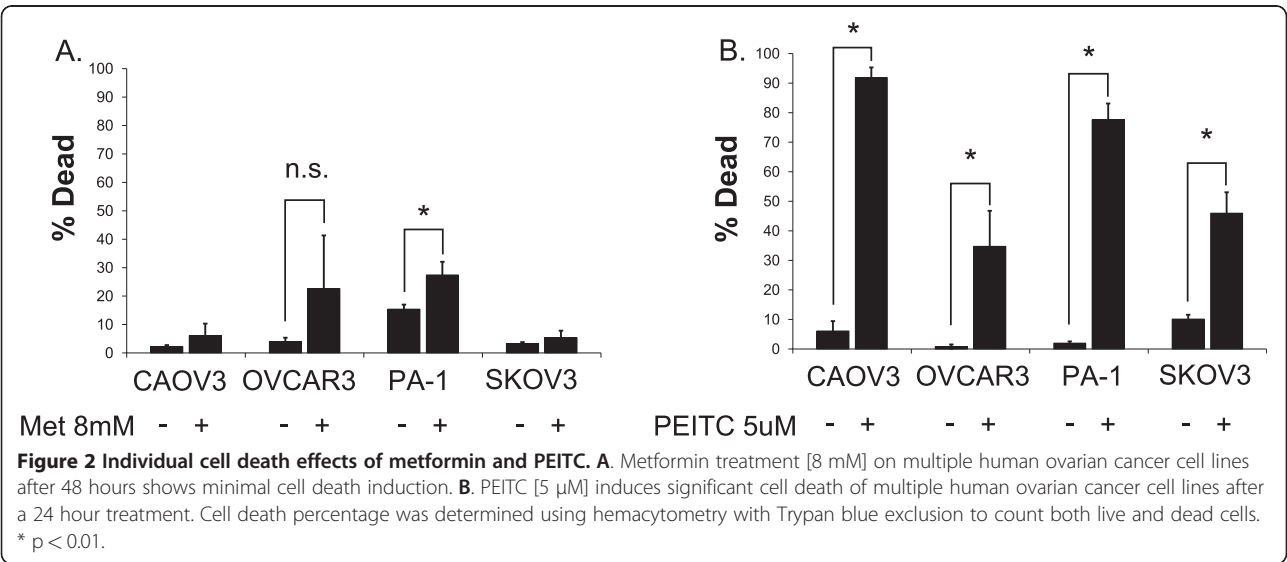 A.
100
90
80
70
60
50
40
30
20
10
0
% Dead
n.s.
*
CAOV3 OVCAR3 PA-1 SKOV3
Met 8mM - + - + - + - +
B.
100
90
80
70
60
50
40
30
20
10
0
% Dead
*
*
*
*
CAOV3 OVCAR3 PA-1 SKOV3
PEITC 5uM - + - + - + - +
Figure 2 Individual cell death effects of metformin and PEITC. A. Metformin treatment [8 mM] on multiple human ovarian cancer cell lines
after 48 hours shows minimal cell death induction. B. PEITC [5 μM] induces significant cell death of multiple human ovarian cancer cell lines after
a 24 hour treatment. Cell death percentage was determined using hemacytometry with Trypan blue exclusion to count both live and dead cells.
* p < 0.01.